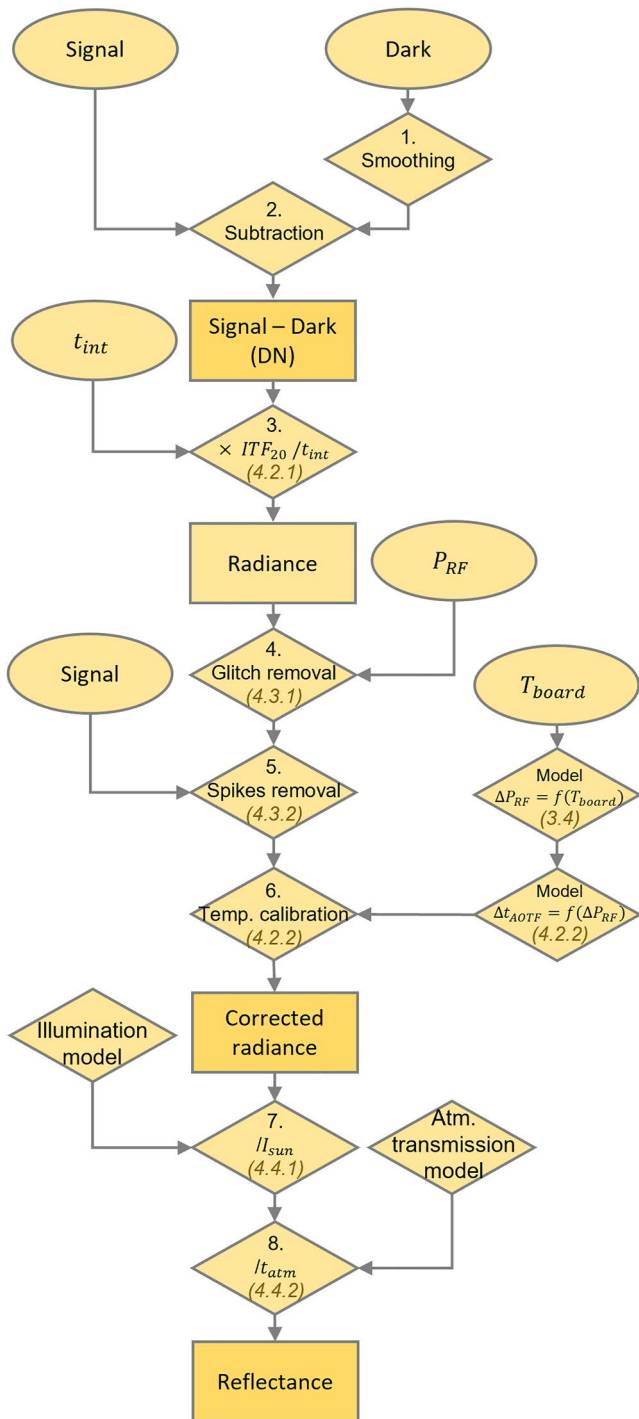 Signal
Dark
1.
Smoothing
2.
Subtraction
Signal – Dark
(DN)
t_int
3.
× ITF_20 /t_int
(4.2.1)
Radiance
P_RF
4.
Glitch removal
(4.3.1)
Signal
T_board
5.
Spikes removal
(4.3.2)
Model
ΔP_RF = f(T_board)
(3.4)
6.
Temp. calibration
(4.2.2)
Model
Δt_AOTF = f(ΔP_RF)
(4.2.2)
Corrected
radiance
Illumination
model
7.
/I_sun
(4.4.1)
Atm.
transmission
model
8.
/t_atm
(4.4.2)
Reflectance